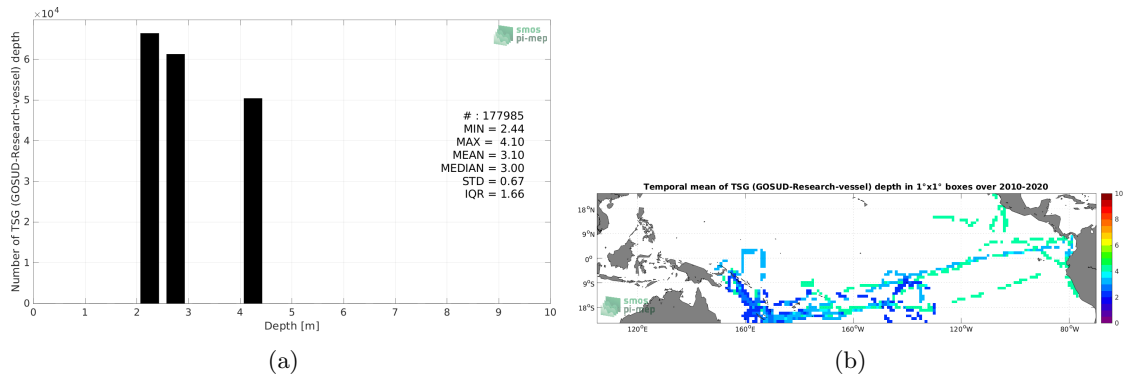 ×10⁴
Number of TSG (GOSUD-Research-vessel) depth
6
5
4
3
2
1
0
0 1 2 3 4 5 6 7 8 9 10
Depth [m]
smos
pi-mep
# : 177985
MIN = 2.44
MAX = 4.10
MEAN = 3.10
MEDIAN = 3.00
STD = 0.67
IQR = 1.66
(a)
Temporal mean of TSG (GOSUD-Research-vessel) depth in 1°x1° boxes over 2010-2020
18°N
9°N
0°
9°S
18°S
120°E 160°E 160°W 120°W 80°W
10
8
6
4
2
0
smos
pi-mep
(b)